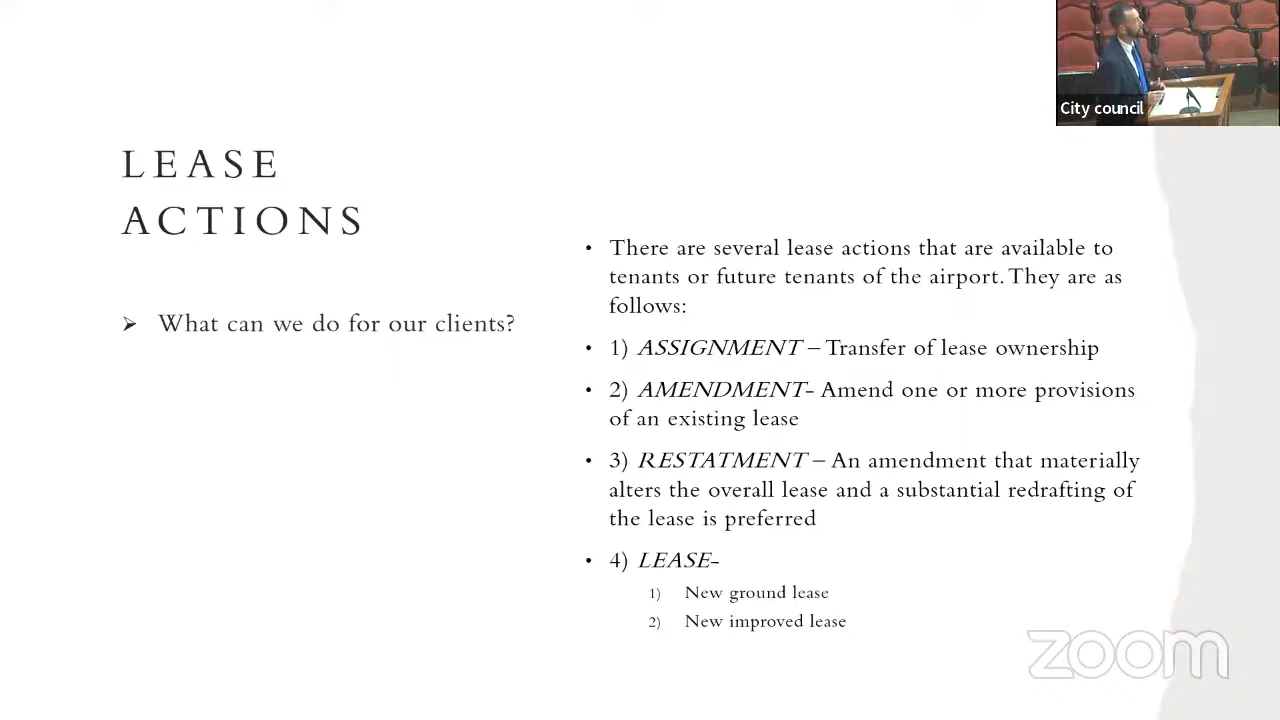 City council
LEASE
ACTIONS
➤ What can we do for our clients?
• There are several lease actions that are available to
tenants or future tenants of the airport. They are as
follows:
• 1) ASSIGNMENT – Transfer of lease ownership
• 2) AMENDMENT- Amend one or more provisions
of an existing lease
• 3) RESTATMENT – An amendment that materially
alters the overall lease and a substantial redrafting of
the lease is preferred
• 4) LEASE-
1) New ground lease
2) New improved lease
zoom